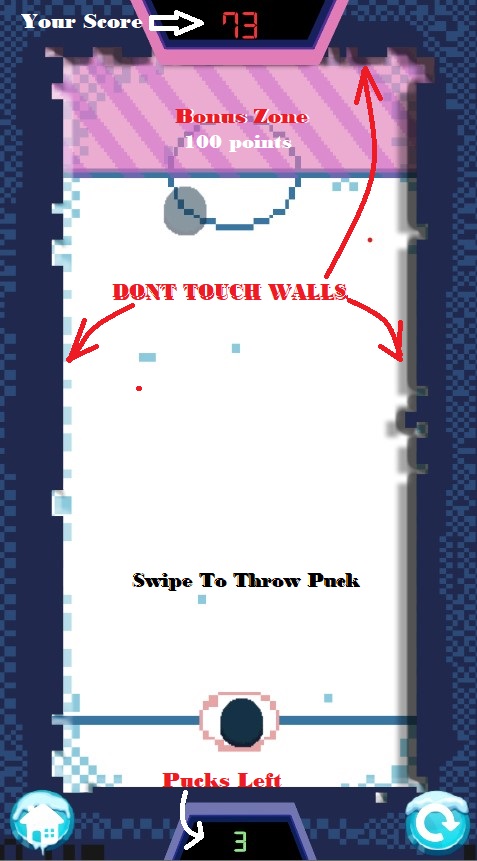 Your Score
73
Bonus Zone
100 points
DONT TOUCH WALLS
Swipe To Throw Puck
Pucks Left
3